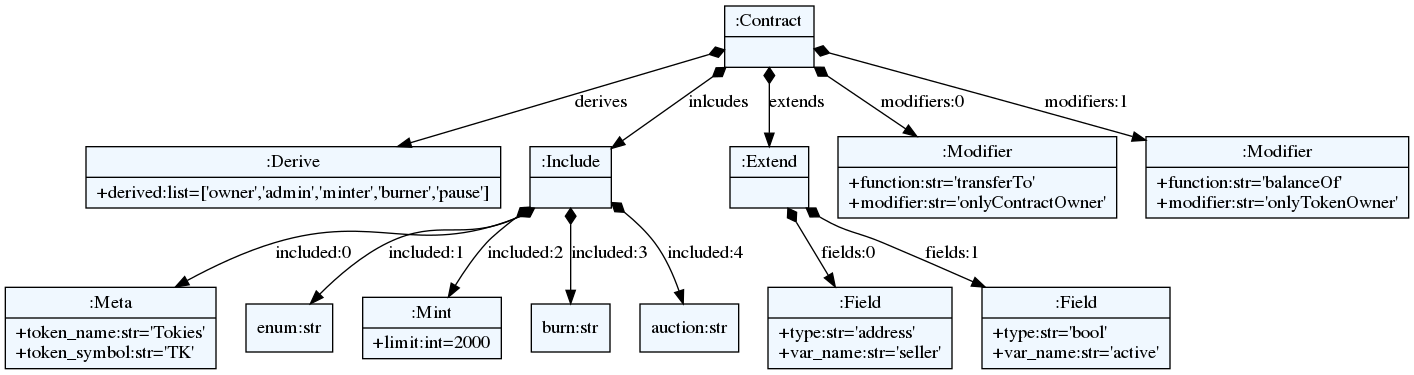 :Contract
derives
inlcudes
extends
modifiers:0
modifiers:1
:Derive
+derived:list=['owner','admin','minter','burner','pause']
:Include
:Extend
:Modifier
+function:str='transferTo'
+modifier:str='onlyContractOwner'
:Modifier
+function:str='balanceOf'
+modifier:str='onlyTokenOwner'
included:0
included:1
included:2
included:3
included:4
fields:0
fields:1
:Meta
+token_name:str='Tokies'
+token_symbol:str='TK'
enum:str
:Mint
+limit:int=2000
burn:str
auction:str
:Field
+type:str='address'
+var_name:str='seller'
:Field
+type:str='bool'
+var_name:str='active'